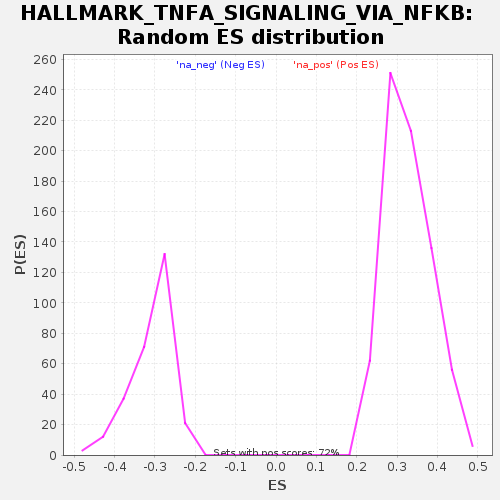 HALLMARK_TNFA_SIGNALING_VIA_NFKB:
Random ES distribution
'na_neg' (Neg ES) 'na_pos' (Pos ES)
260
240
220
200
180
160
140
120
100
80
60
40
20
0
P(ES)
Sets with pos scores: 72%
-0.5 -0.4 -0.3 -0.2 -0.1 0.0 0.1 0.2 0.3 0.4 0.5
ES